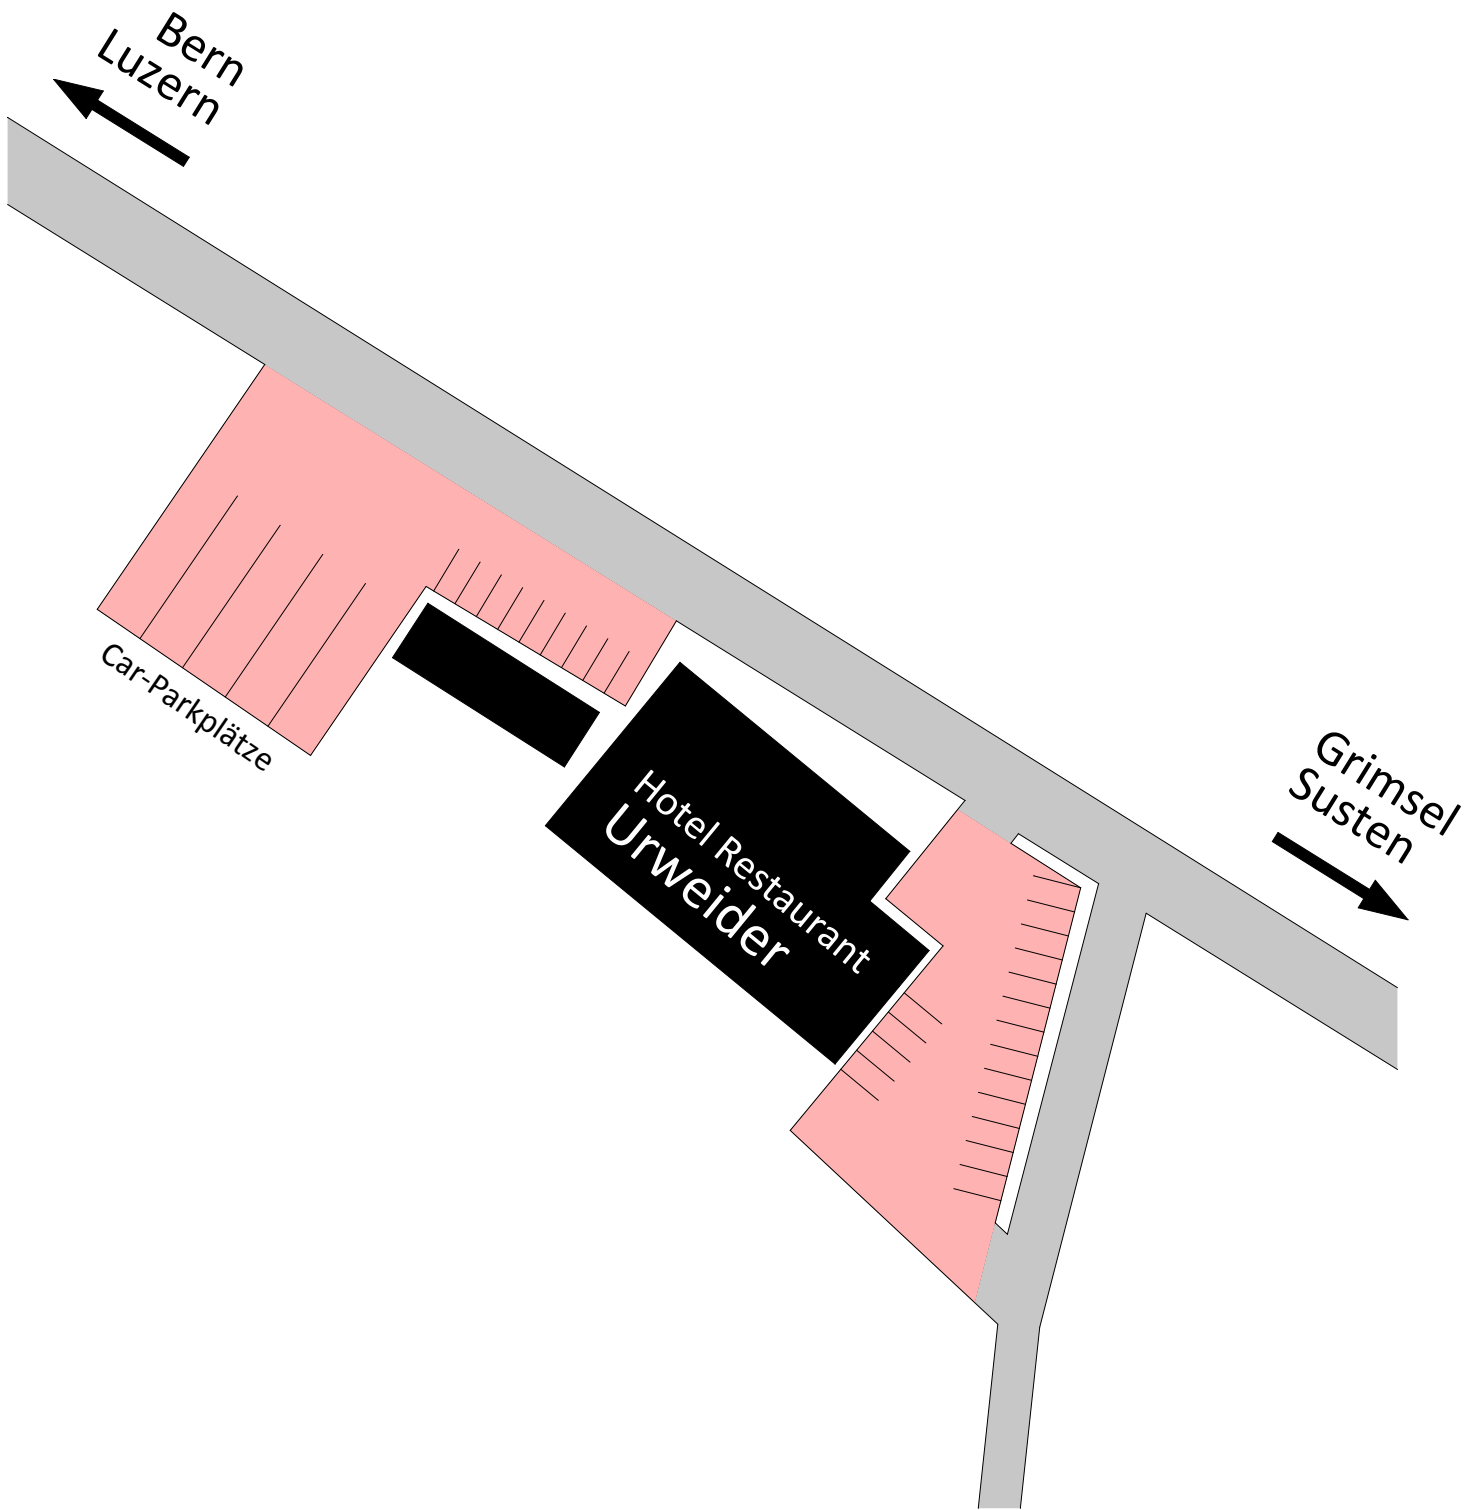 Bern
Luzern
Car-Parkplätze
Hotel Restaurant
Urweider
Grimsel
Susten